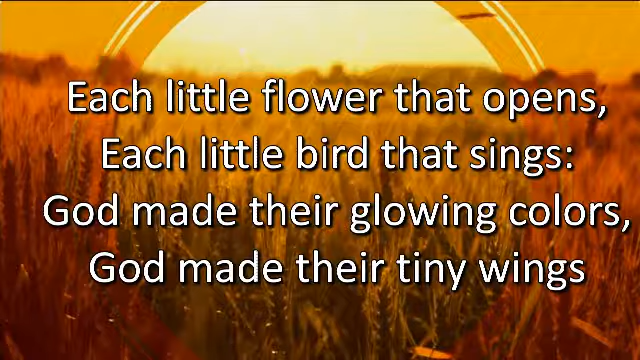 Each little flower that opens,
Each little bird that sings:
God made their glowing colors,
God made their tiny wings